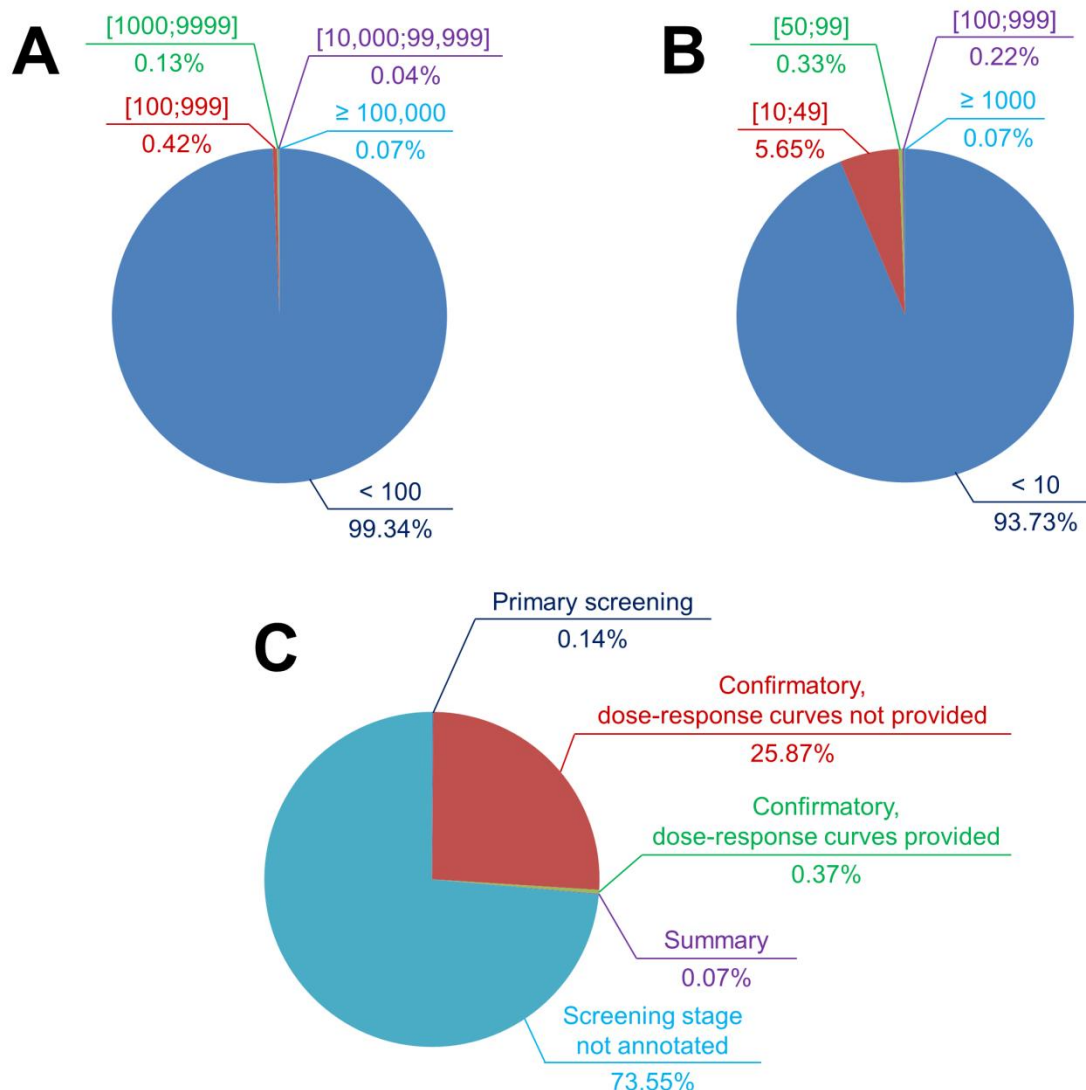 A
[1000;9999]
0.13%
[10,000;99,999]
0.04%
[100;999]
0.42%
≥ 100,000
0.07%
< 100
99.34%
B
[50;99]
0.33%
[100;999]
0.22%
[10;49]
5.65%
≥ 1000
0.07%
< 10
93.73%
C
Primary screening
0.14%
Confirmatory,
dose-response curves not provided
25.87%
Confirmatory,
dose-response curves provided
0.37%
Summary
0.07%
Screening stage
not annotated
73.55%